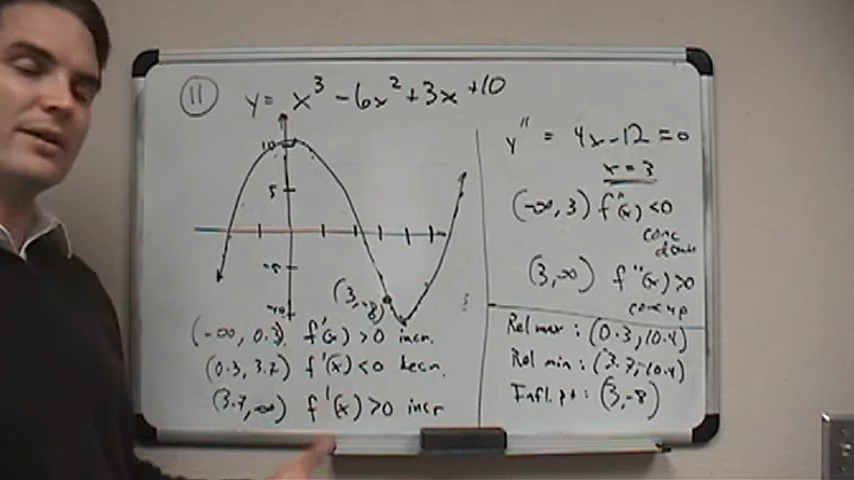 11 y = x³ - 6x² + 3x + 10
10
5
-5
-10
(3, -8)
(-∞, 0.3) f'(x) > 0 incr.
(0.3, 3.7) f'(x) < 0 decr.
(3.7, ∞) f'(x) > 0 incr
y'' = 4x - 12 = 0
x = 3
(-∞, 3) f''(x) < 0
conc down
(3, ∞) f''(x) > 0
conc up
Rel max : (0.3, 10.4)
Rel min : (3.7, -10.4)
Infl. pt : (3, -8)